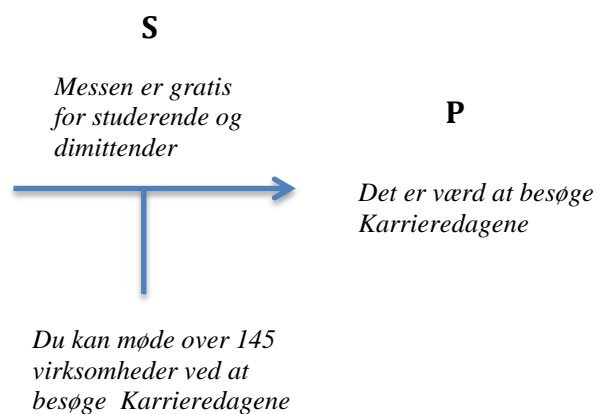 S
Messen er gratis
for studerende og
dimittender
P
Det er værd at besøge
Karrieredagene
Du kan møde over 145
virksomheder ved at
besøge Karrieredagene